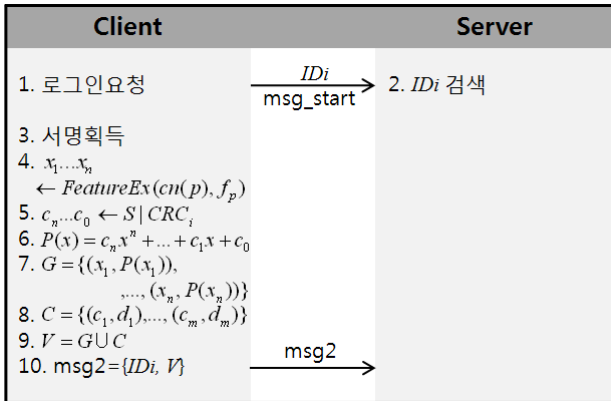 Client Server
1. 로그인요청 IDi 2. IDi 검색
msg_start
3. 서명획득
4. x₁...xₙ
← FeatureEx(cn(p), fₚ)
5. cₙ...c₀ ← S | CRCᵢ
6. P(x) = cₙxⁿ + ... + c₁x + c₀
7. G = {(x₁, P(x₁)),
,..., (xₙ, P(xₙ))}
8. C = {(c₁, d₁),..., (cₘ, dₘ)}
9. V = G∪C
10. msg2={IDi, V} msg2